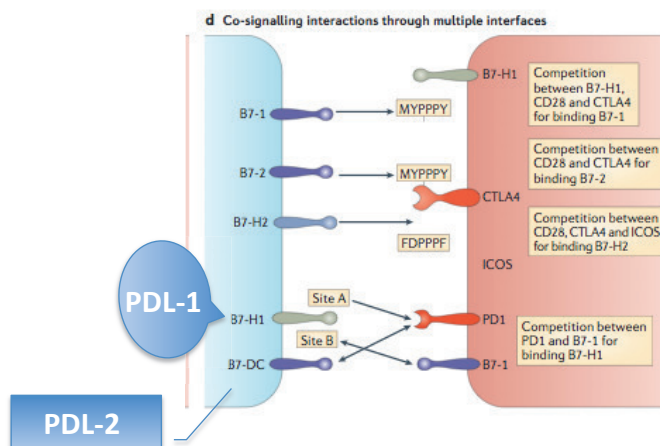 d Co-signalling interactions through multiple interfaces
B7-H1
Competition
between B7-H1,
CD28 and CTLA4
for binding B7-1
B7-1
MYPPPY
Competition between
CD28 and CTLA4 for
binding B7-2
B7-2
MYPPPY
CTLA4
B7-H2
FDPPPF
Competition between
CD28, CTLA4 and ICOS
for binding B7-H2
ICOS
PDL-1
Site A
B7-H1
PD1
Site B
Competition between
PD1 and B7-1 for
binding B7-H1
B7-DC
B7-1
PDL-2